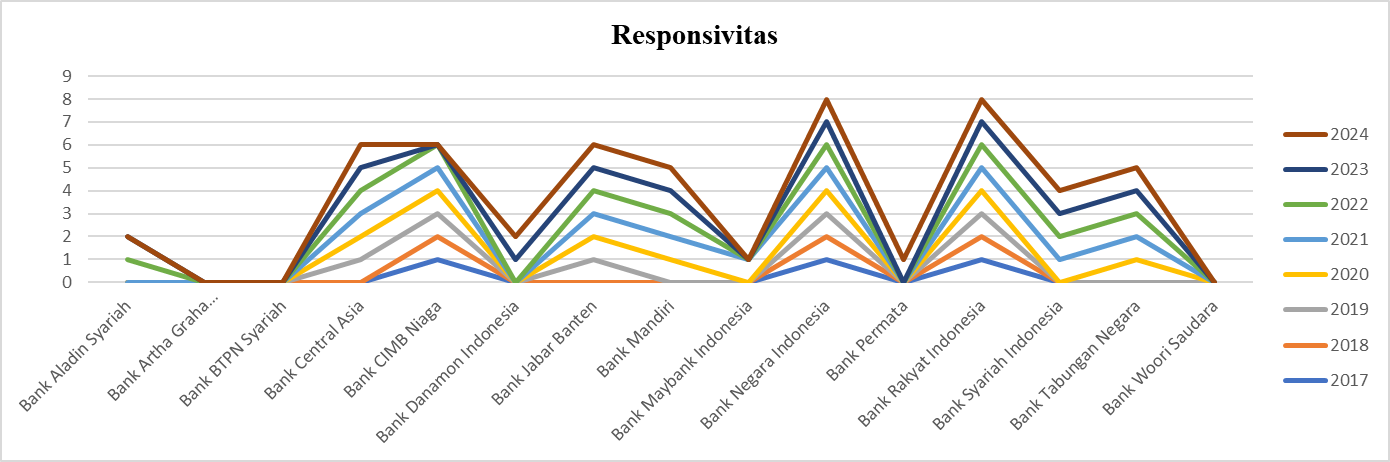 Responsivitas
9
8
7
6
5
4
3
2
1
0
Bank Aladin Syariah
Bank Artha Graha...
Bank BTPN Syariah
Bank Central Asia
Bank CIMB Niaga
Bank Danamon Indonesia
Bank Jabar Banten
Bank Mandiri
Bank Maybank Indonesia
Bank Negara Indonesia
Bank Permata
Bank Rakyat Indonesia
Bank Syariah Indonesia
Bank Tabungan Negara
Bank Woori Saudara
2024
2023
2022
2021
2020
2019
2018
2017